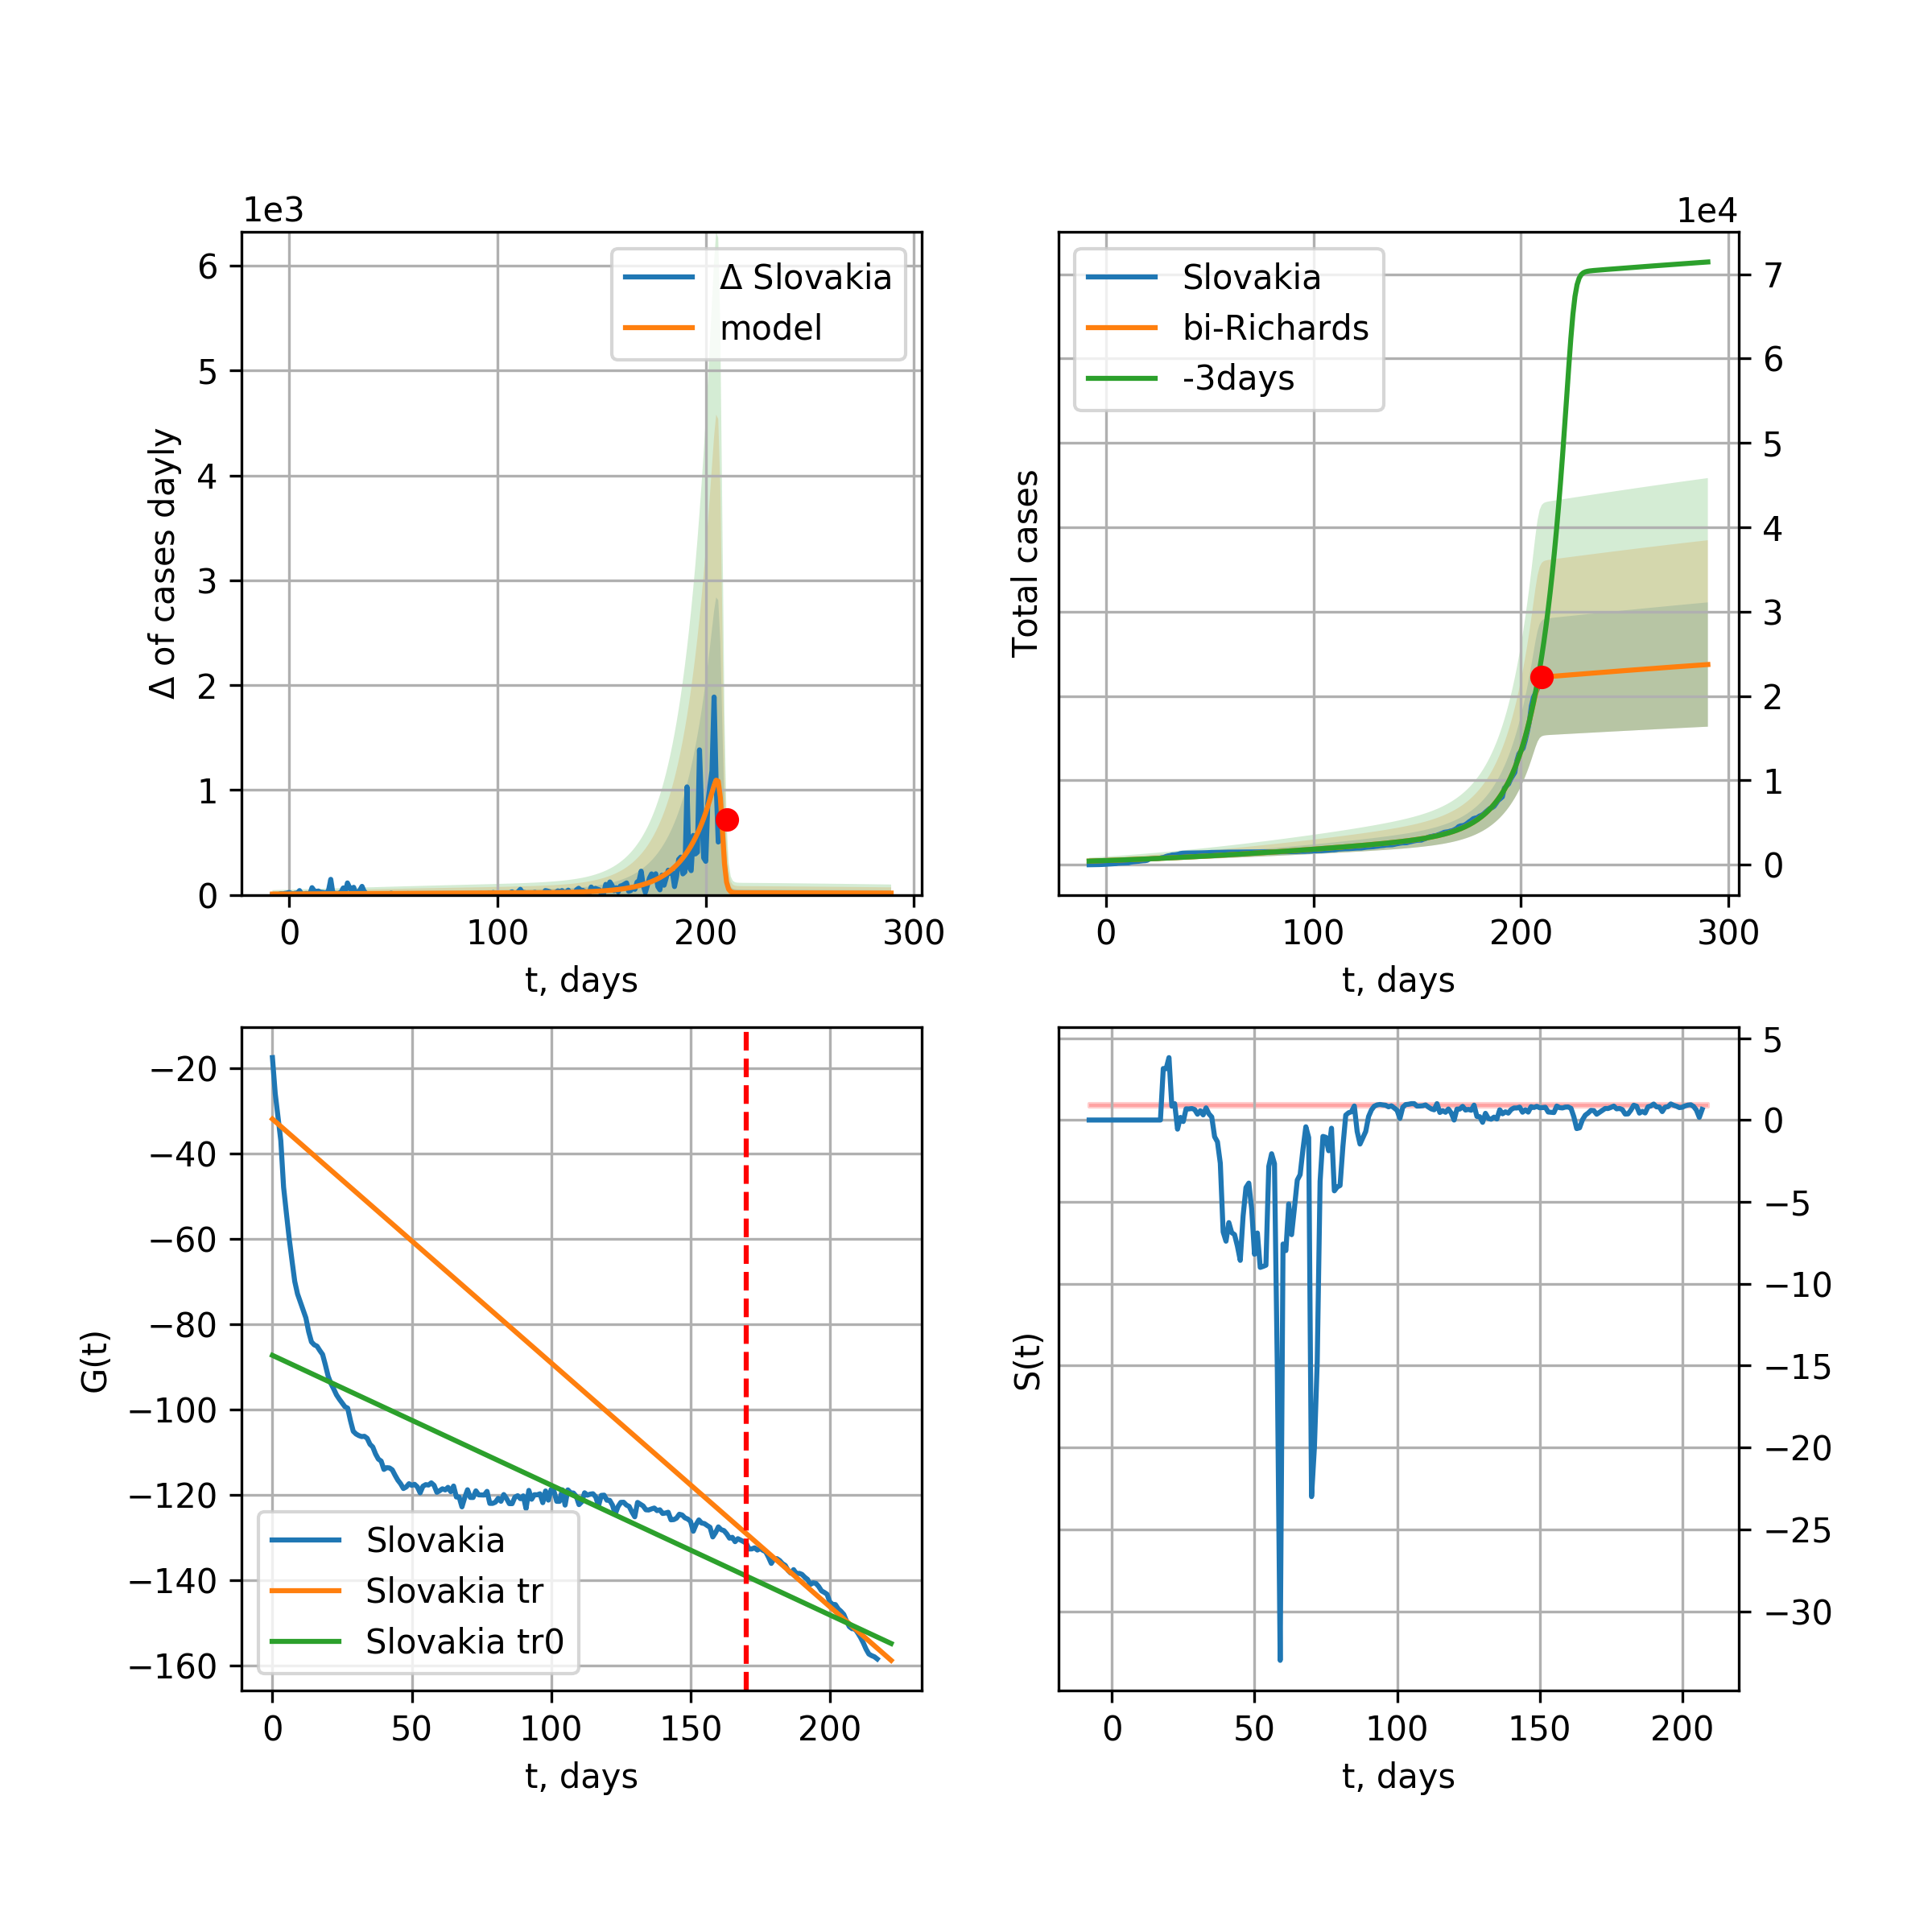 1e3
Δ of cases dayly
6
5
4
3
2
1
0
Δ Slovakia
model
0 100 200 300
t, days
1e4
Total cases
Slovakia
bi-Richards
-3days
7
6
5
4
3
2
1
0
0 100 200 300
t, days
G(t)
−20
−40
−60
−80
−100
−120
−140
−160
Slovakia
Slovakia tr
Slovakia tr0
0 50 100 150 200
t, days
S(t)
5
0
−5
−10
−15
−20
−25
−30
0 50 100 150 200
t, days